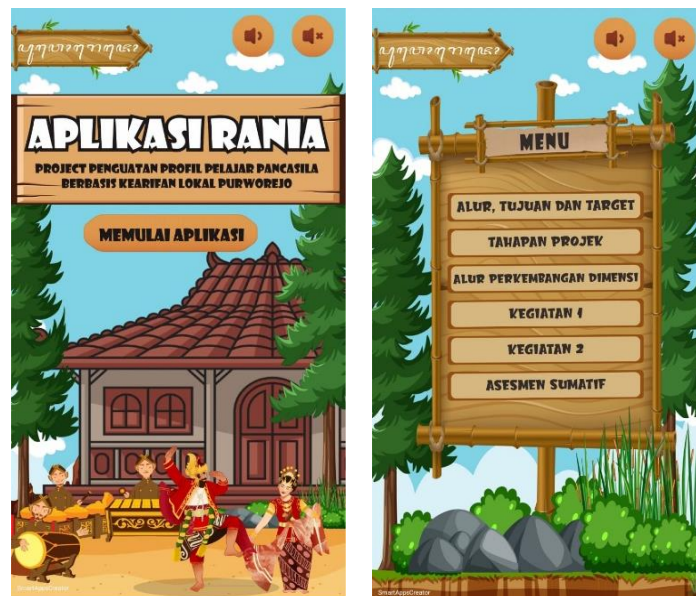 APLIKASI RANIA
PROJECT PENGUATAN PROFIL PELAJAR PANCASILA
BERBASIS KEARIFAN LOKAL PURWOREJO
MEMULAI APLIKASI
SmartAppsCreator
MENU
ALUR, TUJUAN DAN TARGET
TAHAPAN PROJEK
ALUR PERKEMBANGAN DIMENSI
KEGIATAN 1
KEGIATAN 2
ASESMEN SUMATIF
SmartAppsCreator